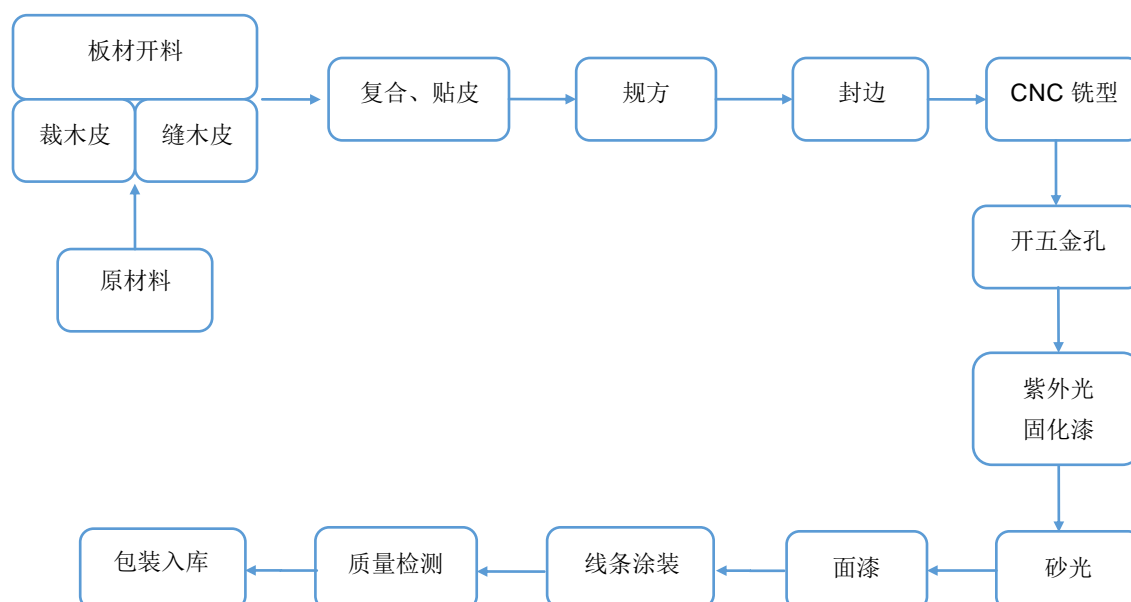 板材开料
裁木皮
缝木皮
复合、贴皮
规方
封边
CNC 铣型
原材料
开五金孔
紫外光
固化漆
包装入库
质量检测
线条涂装
面漆
砂光